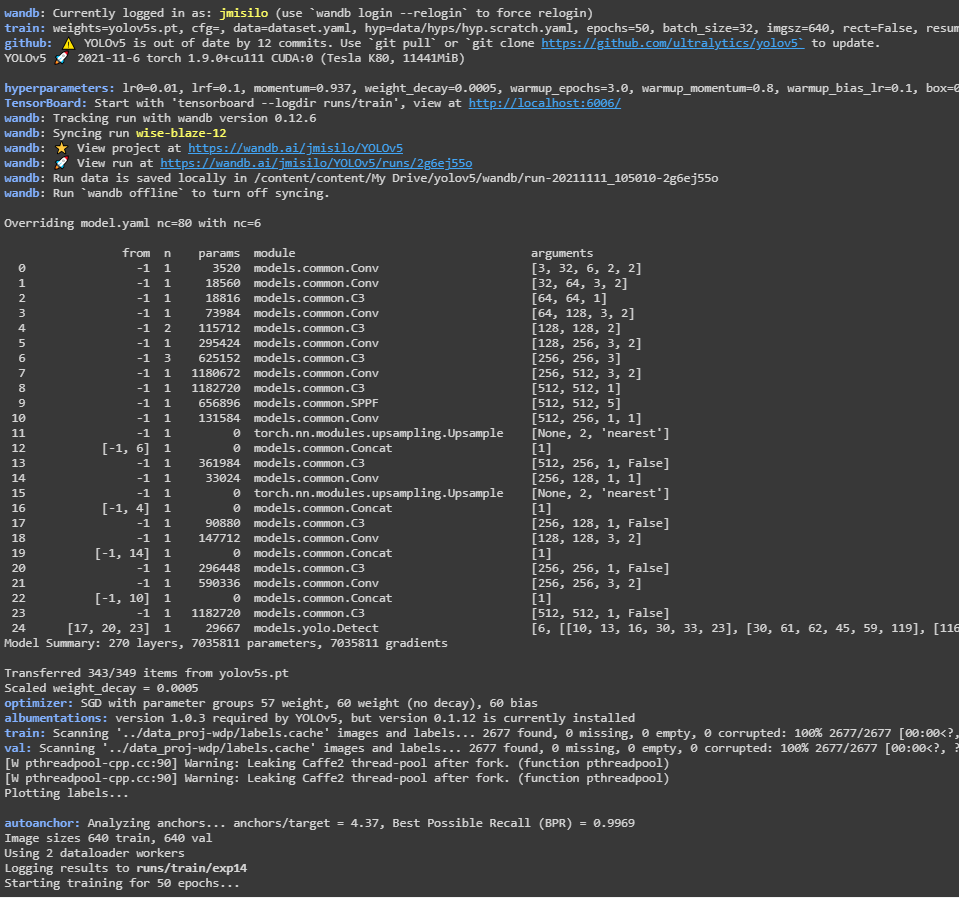 wandb: Currently logged in as: jmisilo (use `wandb login --relogin` to force relogin)
train: weights=yolov5s.pt, cfg=, data=dataset.yaml, hyp=data/hyps/hyp.scratch.yaml, epochs=50, batch_size=32, imgsz=640, rect=False, resum
github: ⚠️ YOLOv5 is out of date by 12 commits. Use `git pull` or `git clone https://github.com/ultralytics/yolov5` to update.
YOLOv5 🚀 2021-11-6 torch 1.9.0+cu111 CUDA:0 (Tesla K80, 11441MiB)
hyperparameters: lr0=0.01, lrf=0.1, momentum=0.937, weight_decay=0.0005, warmup_epochs=3.0, warmup_momentum=0.8, warmup_bias_lr=0.1, box=0
TensorBoard: Start with 'tensorboard --logdir runs/train', view at http://localhost:6006/
wandb: Tracking run with wandb version 0.12.6
wandb: Syncing run wise-blaze-12
wandb: ⭐ View project at https://wandb.ai/jmisilo/YOLOv5
wandb: 🚀 View run at https://wandb.ai/jmisilo/YOLOv5/runs/2g6ej55o
wandb: Run data is saved locally in /content/content/My Drive/yolov5/wandb/run-20211111_105010-2g6ej55o
wandb: Run `wandb offline` to turn off syncing.
Overriding model.yaml nc=80 with nc=6
from n params module arguments
0 -1 1 3520 models.common.Conv [3, 32, 6, 2, 2]
1 -1 1 18560 models.common.Conv [32, 64, 3, 2]
2 -1 1 18816 models.common.C3 [64, 64, 1]
3 -1 1 73984 models.common.Conv [64, 128, 3, 2]
4 -1 2 115712 models.common.C3 [128, 128, 2]
5 -1 1 295424 models.common.Conv [128, 256, 3, 2]
6 -1 3 625152 models.common.C3 [256, 256, 3]
7 -1 1 1180672 models.common.Conv [256, 512, 3, 2]
8 -1 1 1182720 models.common.C3 [512, 512, 1]
9 -1 1 656896 models.common.SPPF [512, 512, 5]
10 -1 1 131584 models.common.Conv [512, 256, 1, 1]
11 -1 1 0 torch.nn.modules.upsampling.Upsample [None, 2, 'nearest']
12 [-1, 6] 1 0 models.common.Concat [1]
13 -1 1 361984 models.common.C3 [512, 256, 1, False]
14 -1 1 33024 models.common.Conv [256, 128, 1, 1]
15 -1 1 0 torch.nn.modules.upsampling.Upsample [None, 2, 'nearest']
16 [-1, 4] 1 0 models.common.Concat [1]
17 -1 1 90880 models.common.C3 [256, 128, 1, False]
18 -1 1 147712 models.common.Conv [128, 128, 3, 2]
19 [-1, 14] 1 0 models.common.Concat [1]
20 -1 1 296448 models.common.C3 [256, 256, 1, False]
21 -1 1 590336 models.common.Conv [256, 256, 3, 2]
22 [-1, 10] 1 0 models.common.Concat [1]
23 -1 1 1182720 models.common.C3 [512, 512, 1, False]
24 [17, 20, 23] 1 29667 models.yolo.Detect [6, [[10, 13, 16, 30, 33, 23], [30, 61, 62, 45, 59, 119], [116
Model Summary: 270 layers, 7035811 parameters, 7035811 gradients
Transferred 343/349 items from yolov5s.pt
Scaled weight_decay = 0.0005
optimizer: SGD with parameter groups 57 weight, 60 weight (no decay), 60 bias
albumentations: version 1.0.3 required by YOLOv5, but version 0.1.12 is currently installed
train: Scanning '../data_proj-wdp/labels.cache' images and labels... 2677 found, 0 missing, 0 empty, 0 corrupted: 100% 2677/2677 [00:00<?,
val: Scanning '../data_proj-wdp/labels.cache' images and labels... 2677 found, 0 missing, 0 empty, 0 corrupted: 100% 2677/2677 [00:00<?, ?
[W pthreadpool-cpp.cc:90] Warning: Leaking Caffe2 thread-pool after fork. (function pthreadpool)
[W pthreadpool-cpp.cc:90] Warning: Leaking Caffe2 thread-pool after fork. (function pthreadpool)
Plotting labels...
autoanchor: Analyzing anchors... anchors/target = 4.37, Best Possible Recall (BPR) = 0.9969
Image sizes 640 train, 640 val
Using 2 dataloader workers
Logging results to runs/train/exp14
Starting training for 50 epochs...